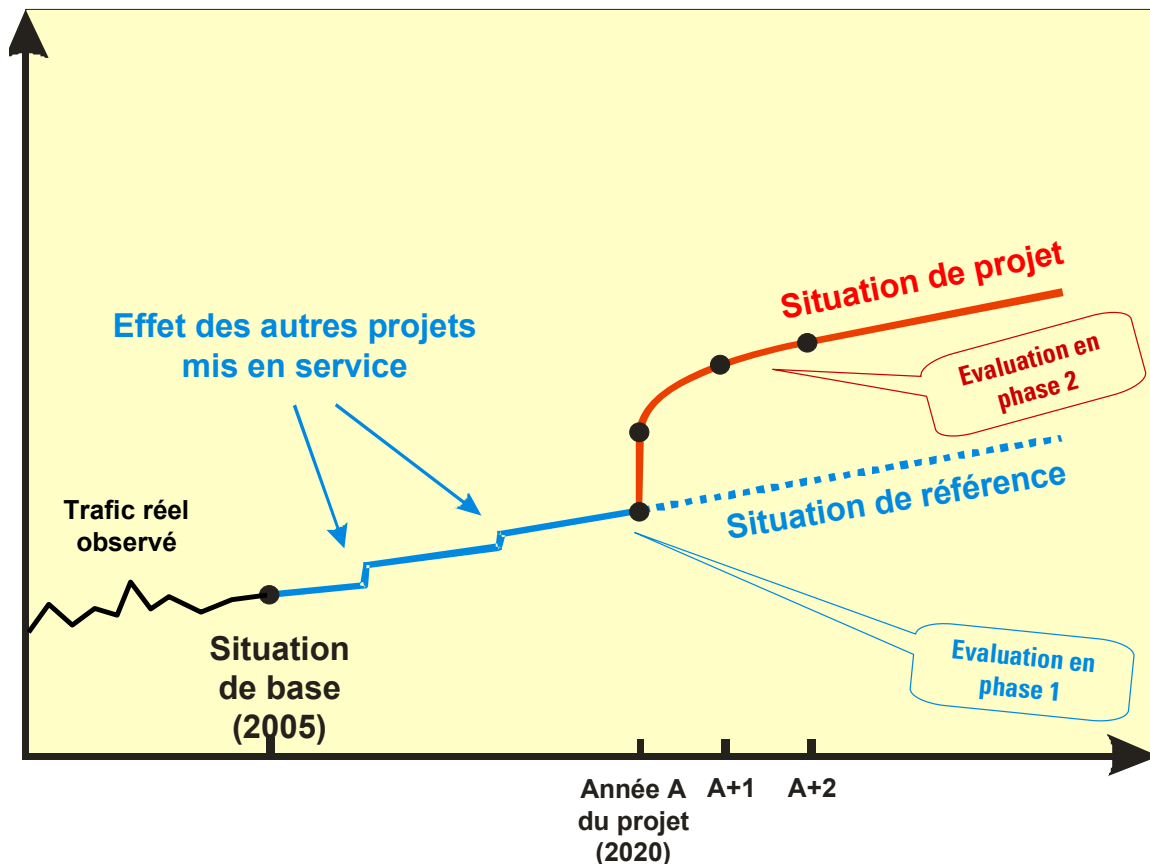 Situation de projet
Effet des autres projets
mis en service
Evaluation en
phase 2
Situation de référence
Trafic réel
observé
Situation
de base
(2005)
Evaluation en
phase 1
Année A
du projet
(2020)
A+1
A+2